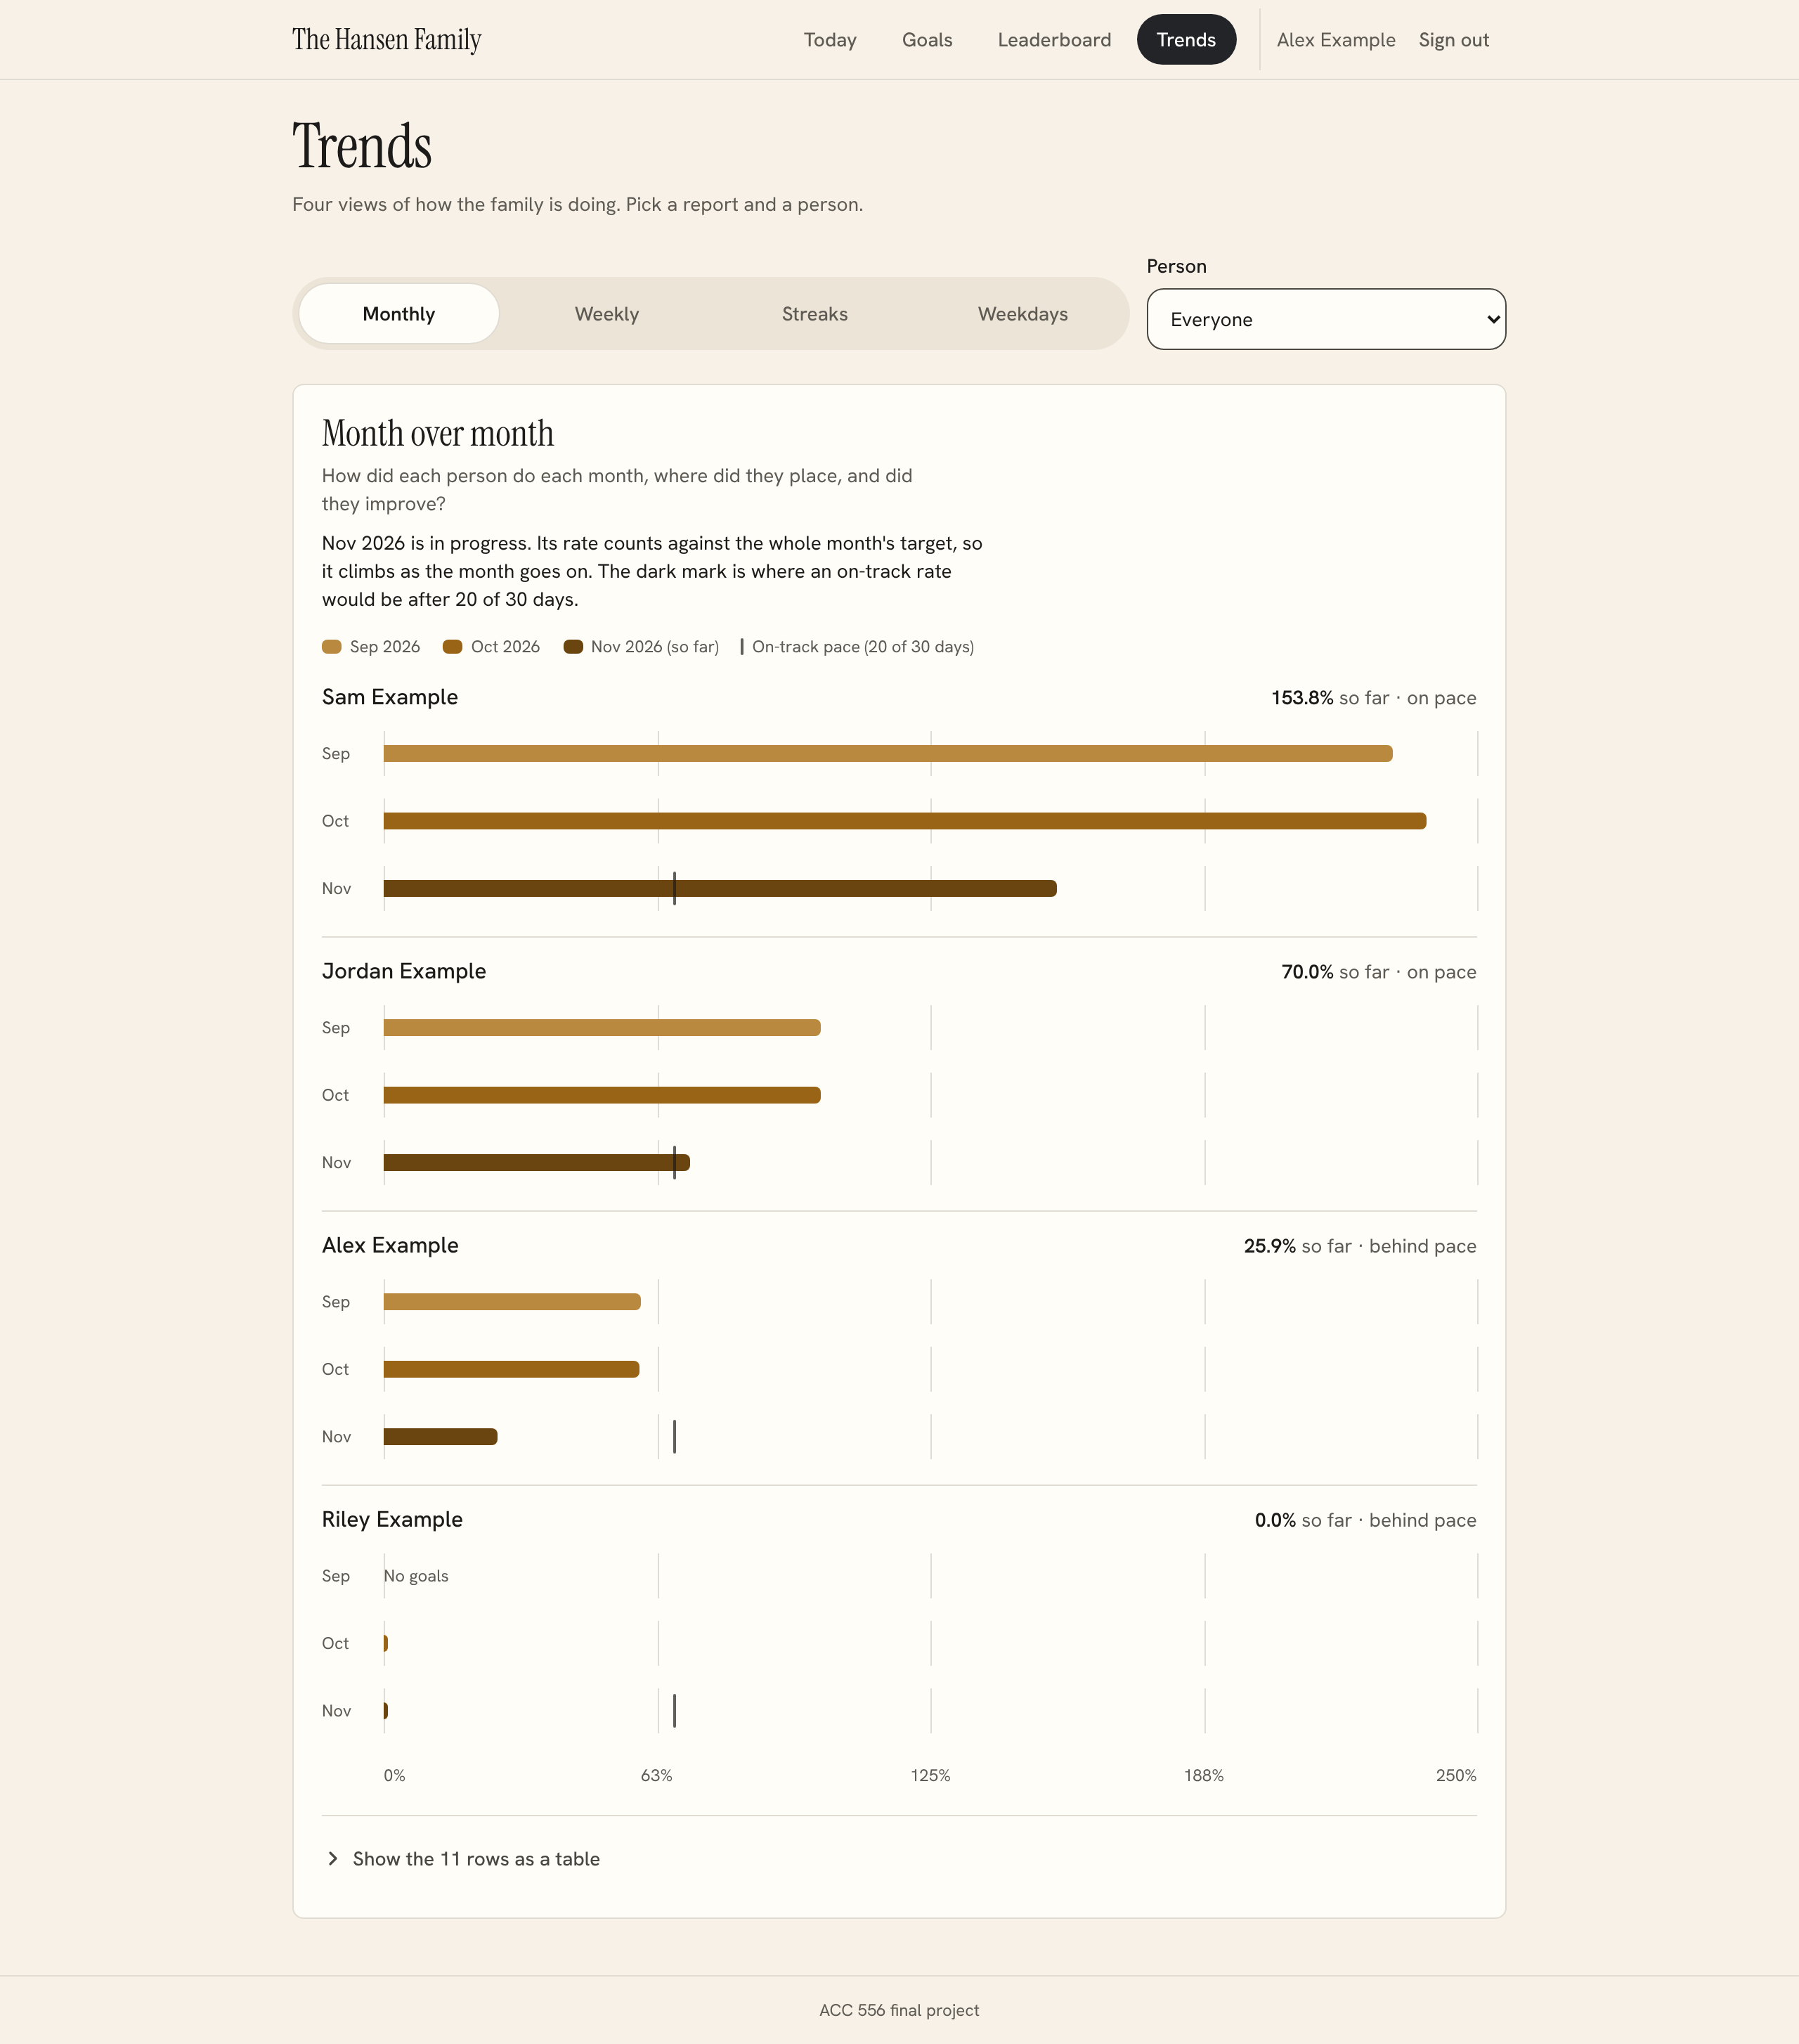 The Hansen Family
Today
Goals
Leaderboard
Trends
Alex Example
Sign out
Trends
Four views of how the family is doing. Pick a report and a person.
Monthly
Weekly
Streaks
Weekdays
Person
Everyone
Month over month
How did each person do each month, where did they place, and did
they improve?
Nov 2026 is in progress. Its rate counts against the whole month's target, so
it climbs as the month goes on. The dark mark is where an on-track rate
would be after 20 of 30 days.
Sep 2026
Oct 2026
Nov 2026 (so far)
On-track pace (20 of 30 days)
Sam Example
153.8% so far · on pace
Sep
Oct
Nov
Jordan Example
70.0% so far · on pace
Sep
Oct
Nov
Alex Example
25.9% so far · behind pace
Sep
Oct
Nov
Riley Example
0.0% so far · behind pace
Sep
No goals
Oct
Nov
0%
63%
125%
188%
250%
Show the 11 rows as a table
ACC 556 final project